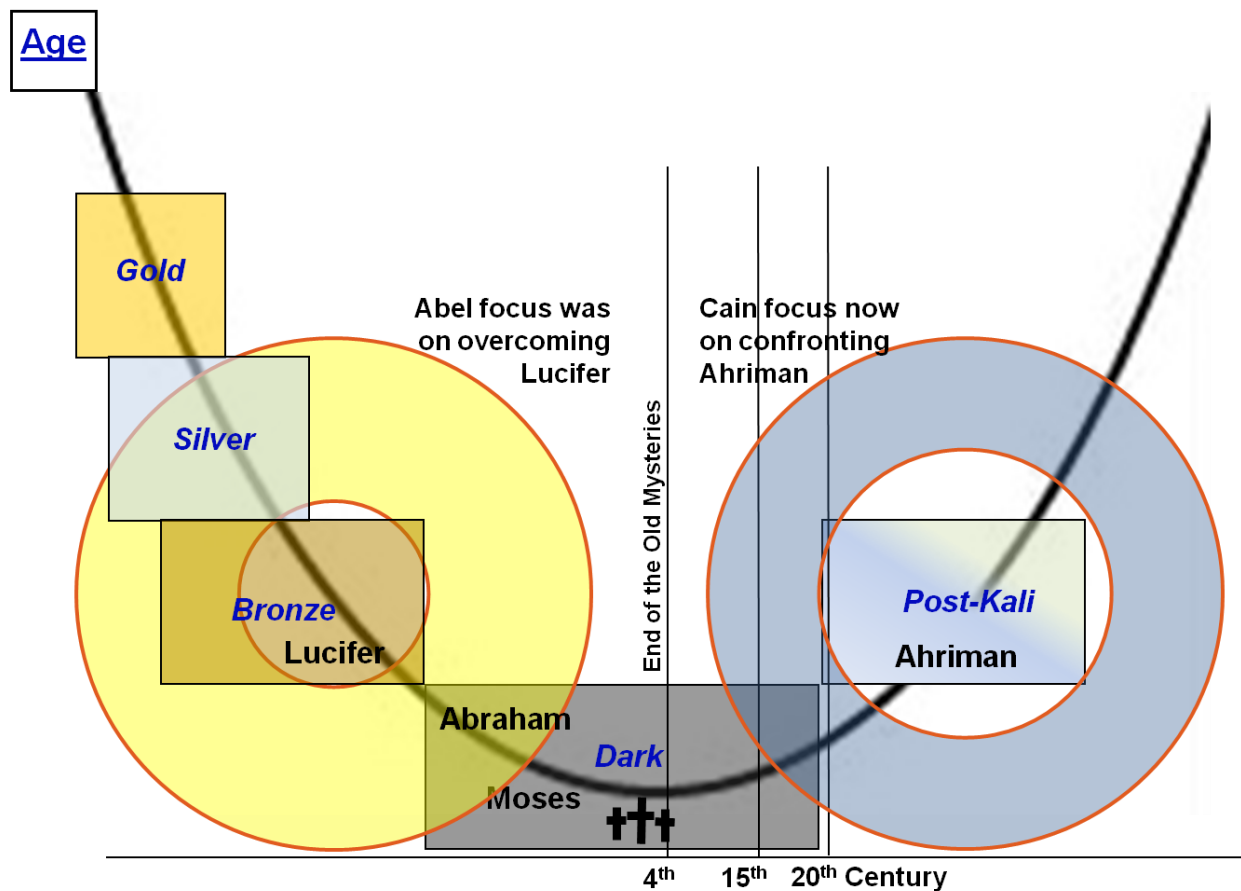 Age
Gold
Abel focus was
on overcoming
Lucifer
Cain focus now
on confronting
Ahriman
Silver
End of the Old Mysteries
Bronze
Lucifer
Post-Kali
Ahriman
Abraham
Dark
Moses
4th
15th
20th Century